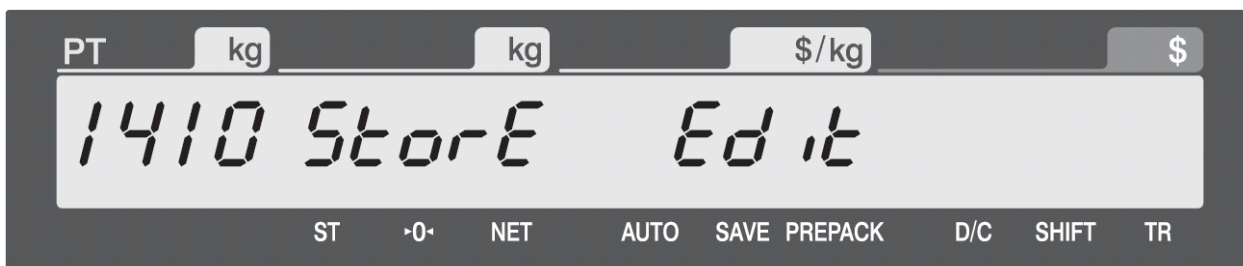 PT kg kg $/kg $
1410 StorE Edit
ST ▸0◂ NET AUTO SAVE PREPACK D/C SHIFT TR